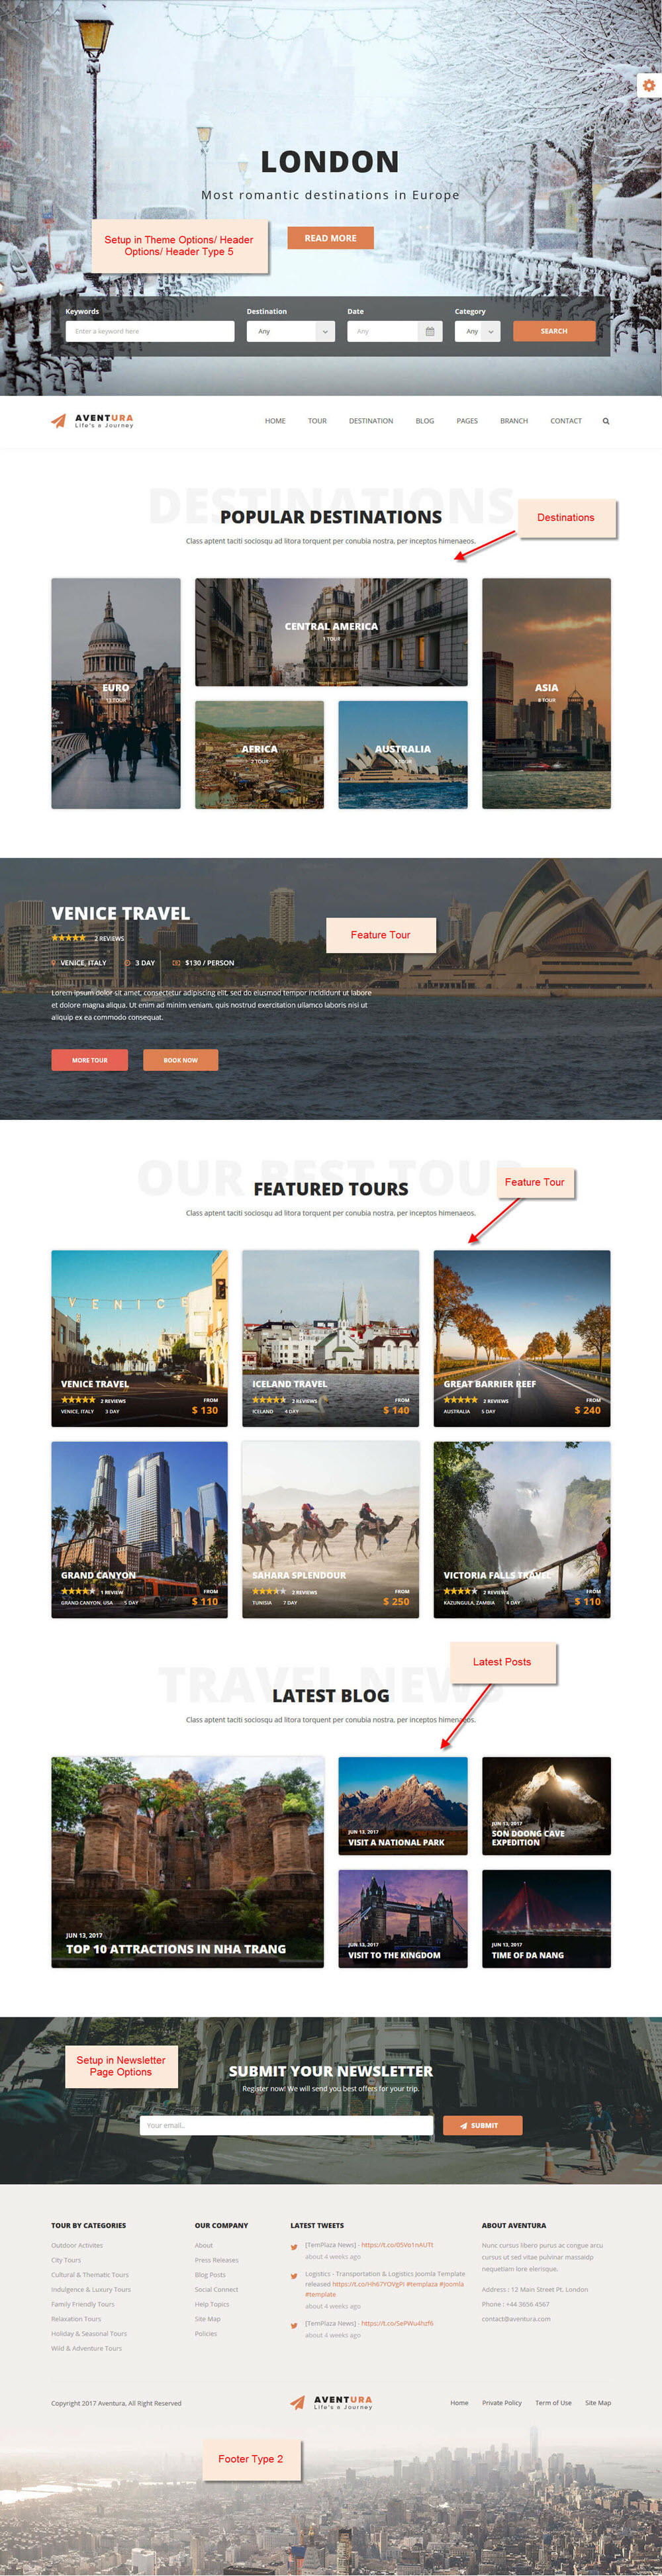 LONDON
Most romantic destinations in Europe
READ MORE
Setup in Theme Options/ Header
Options/ Header Type 5
Keywords
Destination
Date
Category
Enter a keyword here
Any
Any
Any
SEARCH
AVENTURA
Life's a Journey
HOME
TOUR
DESTINATION
BLOG
PAGES
BRANCH
CONTACT
DESTINATIONS
POPULAR DESTINATIONS
Destinations
Class aptent taciti sociosqu ad litora torquent per conubia nostra, per inceptos himenaeos.
EURO
13 TOUR
CENTRAL AMERICA
1 TOUR
ASIA
8 TOUR
AFRICA
2 TOUR
AUSTRALIA
VENICE TRAVEL
2 REVIEWS
VENICE, ITALY
3 DAY
$130 / PERSON
Feature Tour
Lorem ipsum dolor sit amet, consectetur adipiscing elit, sed do eiusmod tempor incididunt ut labore
et dolore magna aliqua. Ut enim ad minim veniam, quis nostrud exercitation ullamco laboris nisi ut
aliquip ex ea commodo consequat.
MORE TOUR
BOOK NOW
OUR BEST TOUR
FEATURED TOURS
Feature Tour
Class aptent taciti sociosqu ad litora torquent per conubia nostra, per inceptos himenaeos.
VENICE
VENICE TRAVEL
2 REVIEWS
FROM
VENICE, ITALY
3 DAY
$ 130
ICELAND TRAVEL
2 REVIEWS
FROM
ICELAND
4 DAY
$ 140
GREAT BARRIER REEF
2 REVIEWS
FROM
AUSTRALIA
5 DAY
$ 240
GRAND CANYON
1 REVIEW
FROM
GRAND CANYON, USA
5 DAY
$ 110
SAHARA SPLENDOUR
2 REVIEWS
FROM
TUNISIA
7 DAY
$ 250
VICTORIA FALLS TRAVEL
2 REVIEWS
FROM
KAZUNGULA, ZAMBIA
4 DAY
$ 110
TRAVEL NEWS
LATEST BLOG
Latest Posts
Class aptent taciti sociosqu ad litora torquent per conubia nostra, per inceptos himenaeos.
JUN 13, 2017
TOP 10 ATTRACTIONS IN NHA TRANG
JUN 13, 2017
VISIT A NATIONAL PARK
JUN 13, 2017
SON DOONG CAVE
EXPEDITION
JUN 13, 2017
VISIT TO THE KINGDOM
JUN 13, 2017
TIME OF DA NANG
Setup in Newsletter
Page Options
SUBMIT YOUR NEWSLETTER
Register now! We will send you best offers for your trip.
Your email..
SUBMIT
TOUR BY CATEGORIES
Outdoor Activites
City Tours
Cultural & Thematic Tours
Indulgence & Luxury Tours
Family Friendly Tours
Relaxation Tours
Holiday & Seasonal Tours
Wild & Adventure Tours
OUR COMPANY
About
Press Releases
Blog Posts
Social Connect
Help Topics
Site Map
Policies
LATEST TWEETS
[TemPlaza News] - https://t.co/05Vo1nAUTt
about 4 weeks ago
Logistics - Transportation & Logistics Joomla Template
released https://t.co/Hh67YOVgPl #templaza #joomla
#template
about 4 weeks ago
[TemPlaza News] - https://t.co/SePWu4hzf6
about 4 weeks ago
ABOUT AVENTURA
Nunc cursus libero purus ac congue arcu
cursus ut sed vitae pulvinar massaidp
nequetiam lore elerisque.
Address : 12 Main Street Pt. London
Phone : +44 3656 4567
contact@aventura.com
Copyright 2017 Aventura, All Right Reserved
AVENTURA
Life's a Journey
Home
Private Policy
Term of Use
Site Map
Footer Type 2